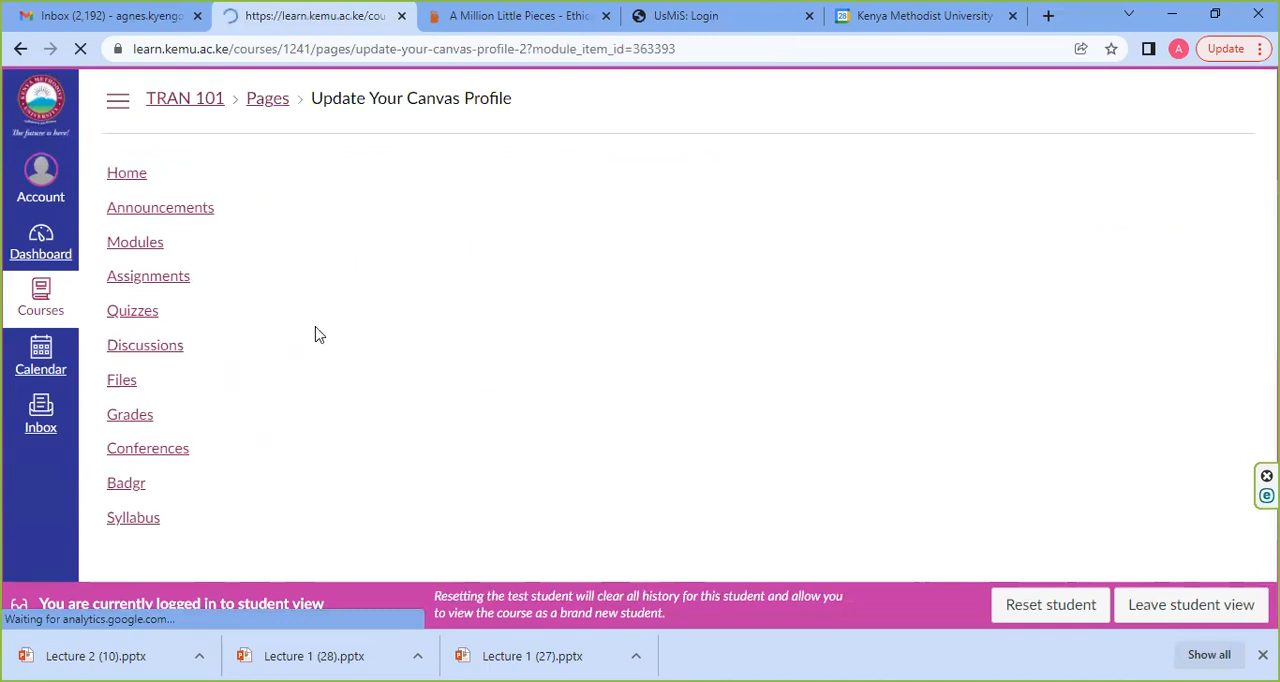 Inbox (2,192) - agnes.kyengo
https://learn.kemu.ac.ke/cou
A Million Little Pieces - Ethic
UsMiS: Login
Kenya Methodist University
learn.kemu.ac.ke/courses/1241/pages/update-your-canvas-profile-2?module_item_id=363393
A
Update
The future is here!
TRAN 101 > Pages > Update Your Canvas Profile
Account
Dashboard
Courses
Calendar
Inbox
Home
Announcements
Modules
Assignments
Quizzes
Discussions
Files
Grades
Conferences
Badgr
Syllabus
You are currently logged in to student view
Resetting the test student will clear all history for this student and allow you
to view the course as a brand new student.
Reset student
Leave student view
Waiting for analytics.google.com...
Lecture 2 (10).pptx
Lecture 1 (28).pptx
Lecture 1 (27).pptx
Show all